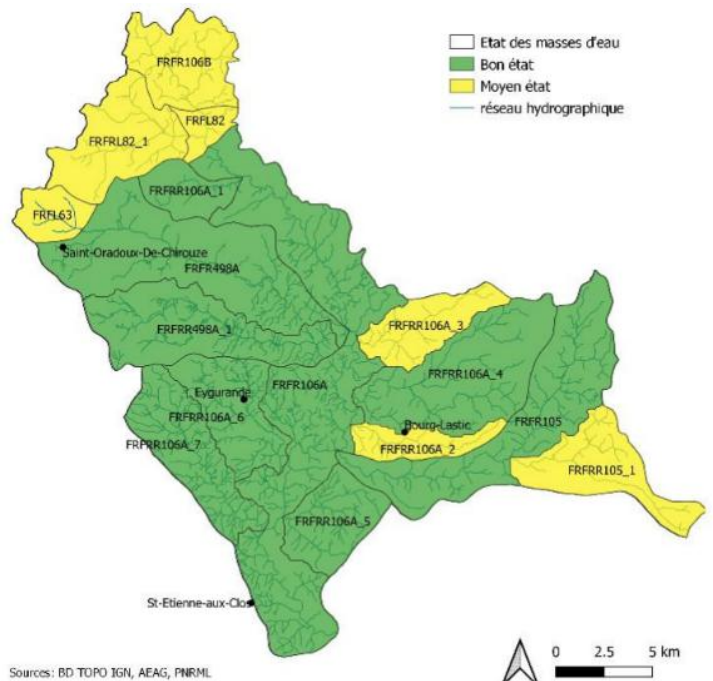 FRFR106B
Etat des masses d'eau
Bon état
Moyen état
réseau hydrographique
FRFL82
FRFRL82_1
FRFRR106A_1
FRFL63
Saint-Oradoux-De-Chirouze
FRFR498A
FRFRR106A_3
FRFRR498A_1
FRFRR106A_4
FRFR106A
Eygurande
FRFRR106A_6
FRFR105
Bourg-Lastic
FRFRR106A_7
FRFRR106A_2
FRFRR105_1
FRFRR106A_5
St-Etienne-aux-Clos
0 2.5 5 km
Sources: BD TOPO IGN, AEAG, PNRML